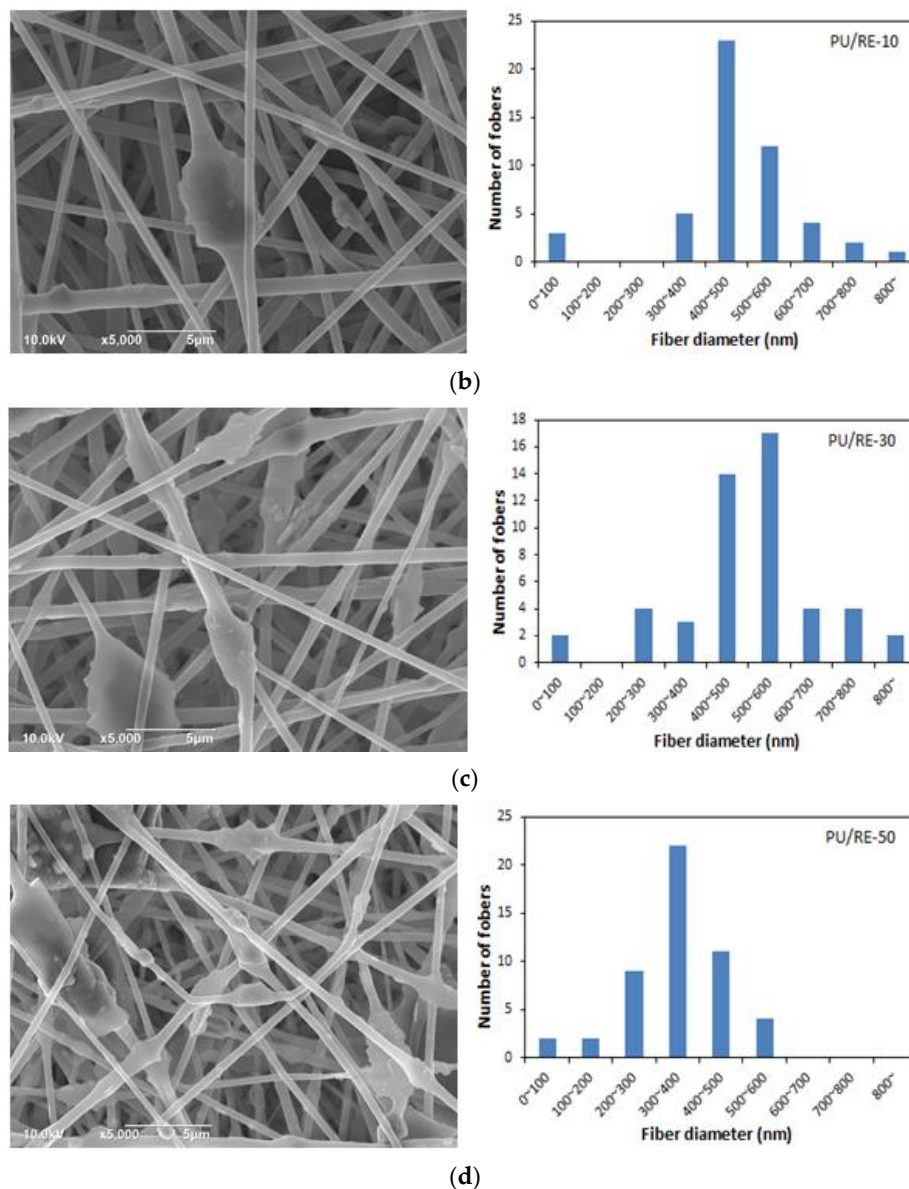 10.0kV x5,000 5μm
25
20
15
10
5
0
Number of fobers
PU/RE-10
0~100 100~200 200~300 300~400 400~500 500~600 600~700 700~800 800~
Fiber diameter (nm)
(b)
10.0kV x5,000 5μm
18
16
14
12
10
8
6
4
2
0
Number of fobers
PU/RE-30
0~100 100~200 200~300 300~400 400~500 500~600 600~700 700~800 800~
Fiber diameter (nm)
(c)
10.0kV x5,000 5μm
25
20
15
10
5
0
Number of fobers
PU/RE-50
0~100 100~200 200~300 300~400 400~500 500~600 600~700 700~800 800~
Fiber diameter (nm)
(d)